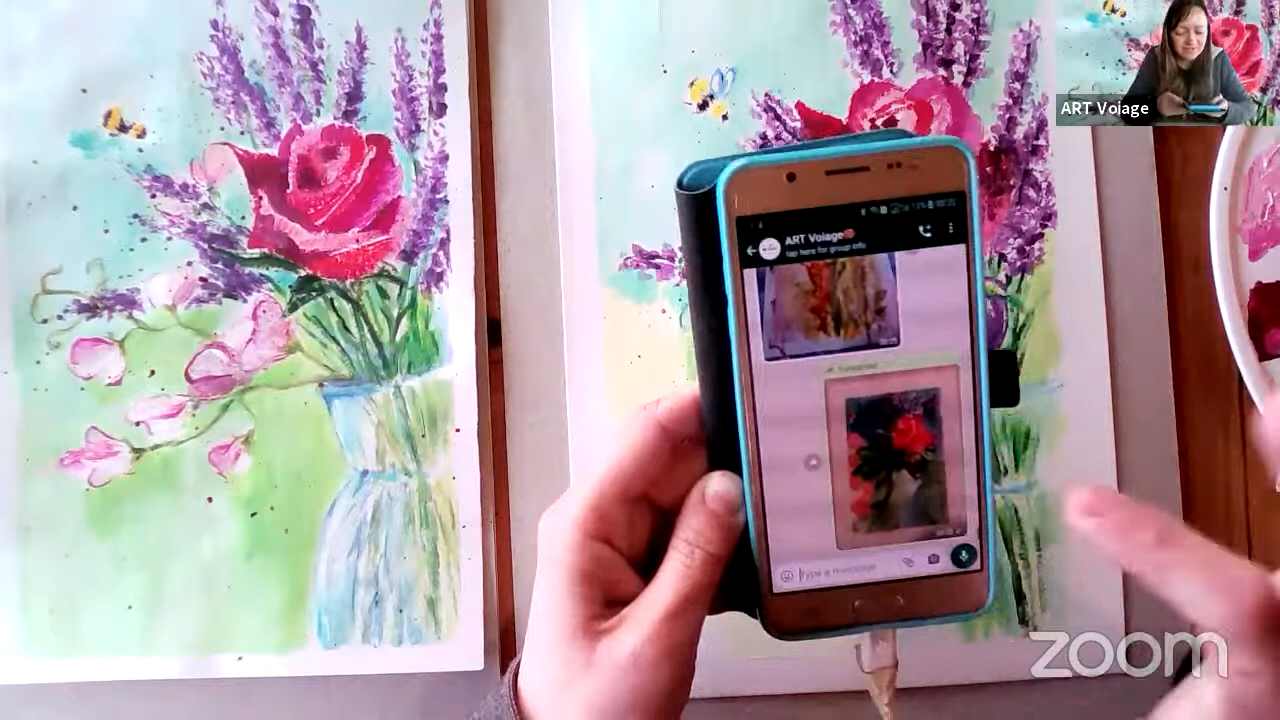 ART Voiage
ART Voiage
tap here for group info
Type a message
zoom